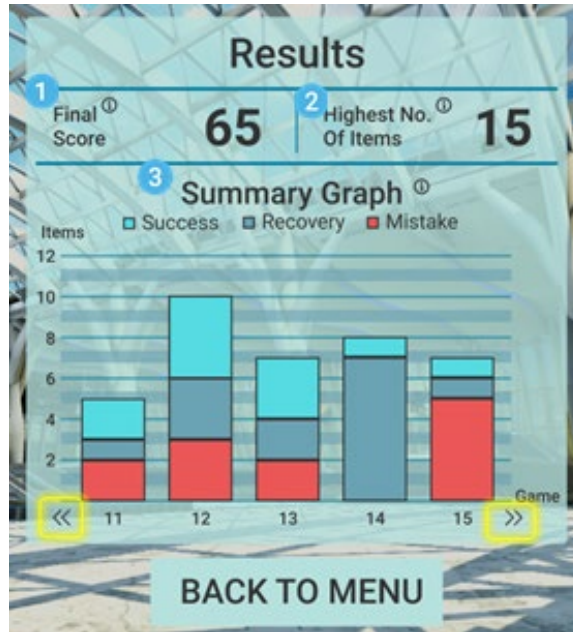 Results
1
Final ⓘ
Score
65
2
Highest No. ⓘ
Of Items
15
3
Summary Graph ⓘ
Success Recovery Mistake
Items
12
10
8
6
4
2
Game
« 11 12 13 14 15 »
BACK TO MENU